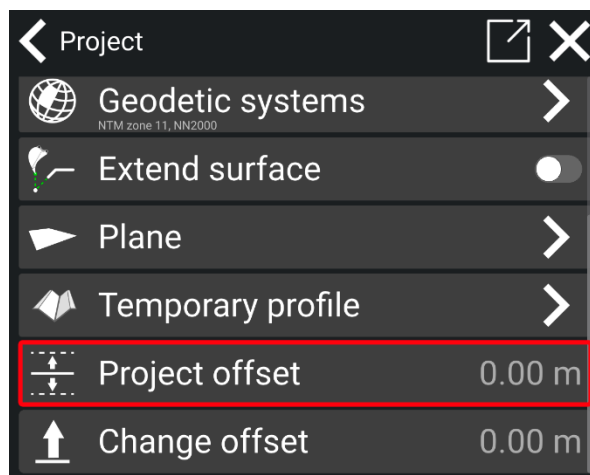 Project
Geodetic systems
NTM zone 11, NN2000
Extend surface
Plane
Temporary profile
Project offset 0.00 m
Change offset 0.00 m